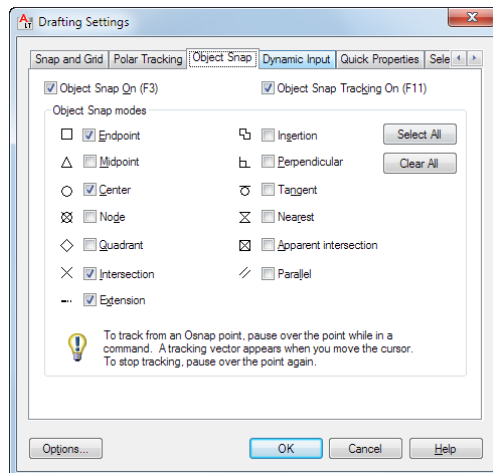 LT
Drafting Settings
X
Snap and Grid Polar Tracking Object Snap Dynamic Input Quick Properties Sele
Object Snap On (F3) Object Snap Tracking On (F11)
Object Snap modes
Endpoint Insertion Select All
Midpoint Perpendicular Clear All
Center Tangent
Node Nearest
Quadrant Apparent intersection
Intersection Parallel
Extension
To track from an Osnap point, pause over the point while in a
command. A tracking vector appears when you move the cursor.
To stop tracking, pause over the point again.
Options... OK Cancel Help